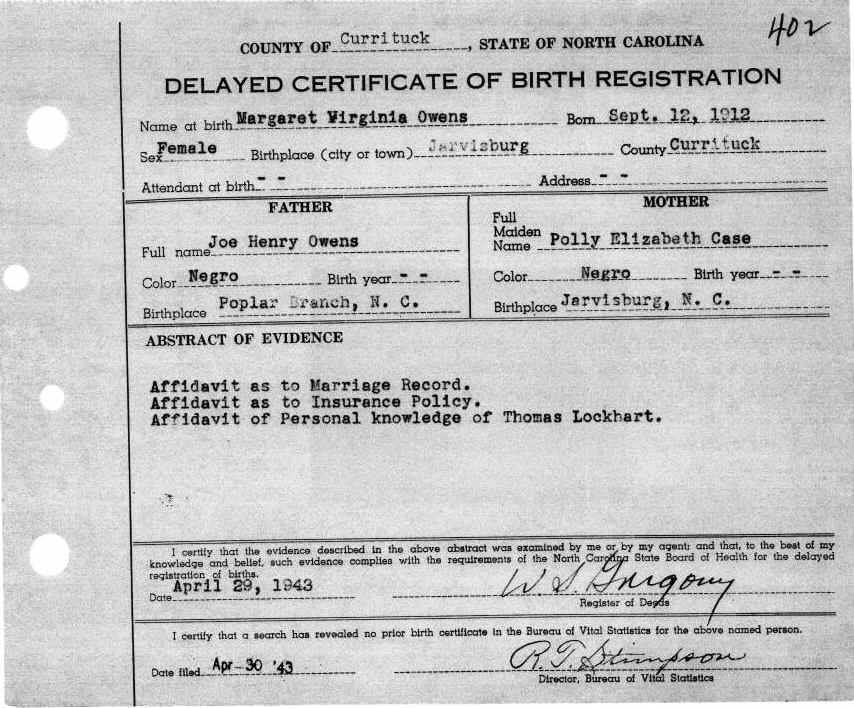 402
COUNTY OF Currituck, STATE OF NORTH CAROLINA
DELAYED CERTIFICATE OF BIRTH REGISTRATION
Name at birth Margaret Virginia Owens Born Sept. 12, 1912
Sex Female Birthplace (city or town) Jarvisburg County Currituck
Attendant at birth - - Address - -
FATHER MOTHER
Full name Joe Henry Owens
Full Maiden Name Polly Elizabeth Case
Color Negro Birth year - - Color Negro Birth year - -
Birthplace Poplar Branch, N. C. Birthplace Jarvisburg, N. C.
ABSTRACT OF EVIDENCE
Affidavit as to Marriage Record.
Affidavit as to Insurance Policy.
Affidavit of Personal knowledge of Thomas Lockhart.
I certify that the evidence described in the above abstract was examined by me or by my agent; and that, to the best of my
knowledge and belief, such evidence complies with the requirements of the North Carolina State Board of Health for the delayed
registration of births.
Date April 29, 1943 W. S. Gregory
Register of Deeds
I certify that a search has revealed no prior birth certificate in the Bureau of Vital Statistics for the above named person.
Date filed Apr-30 '43 R. T. Stimpson
Director, Bureau of Vital Statistics